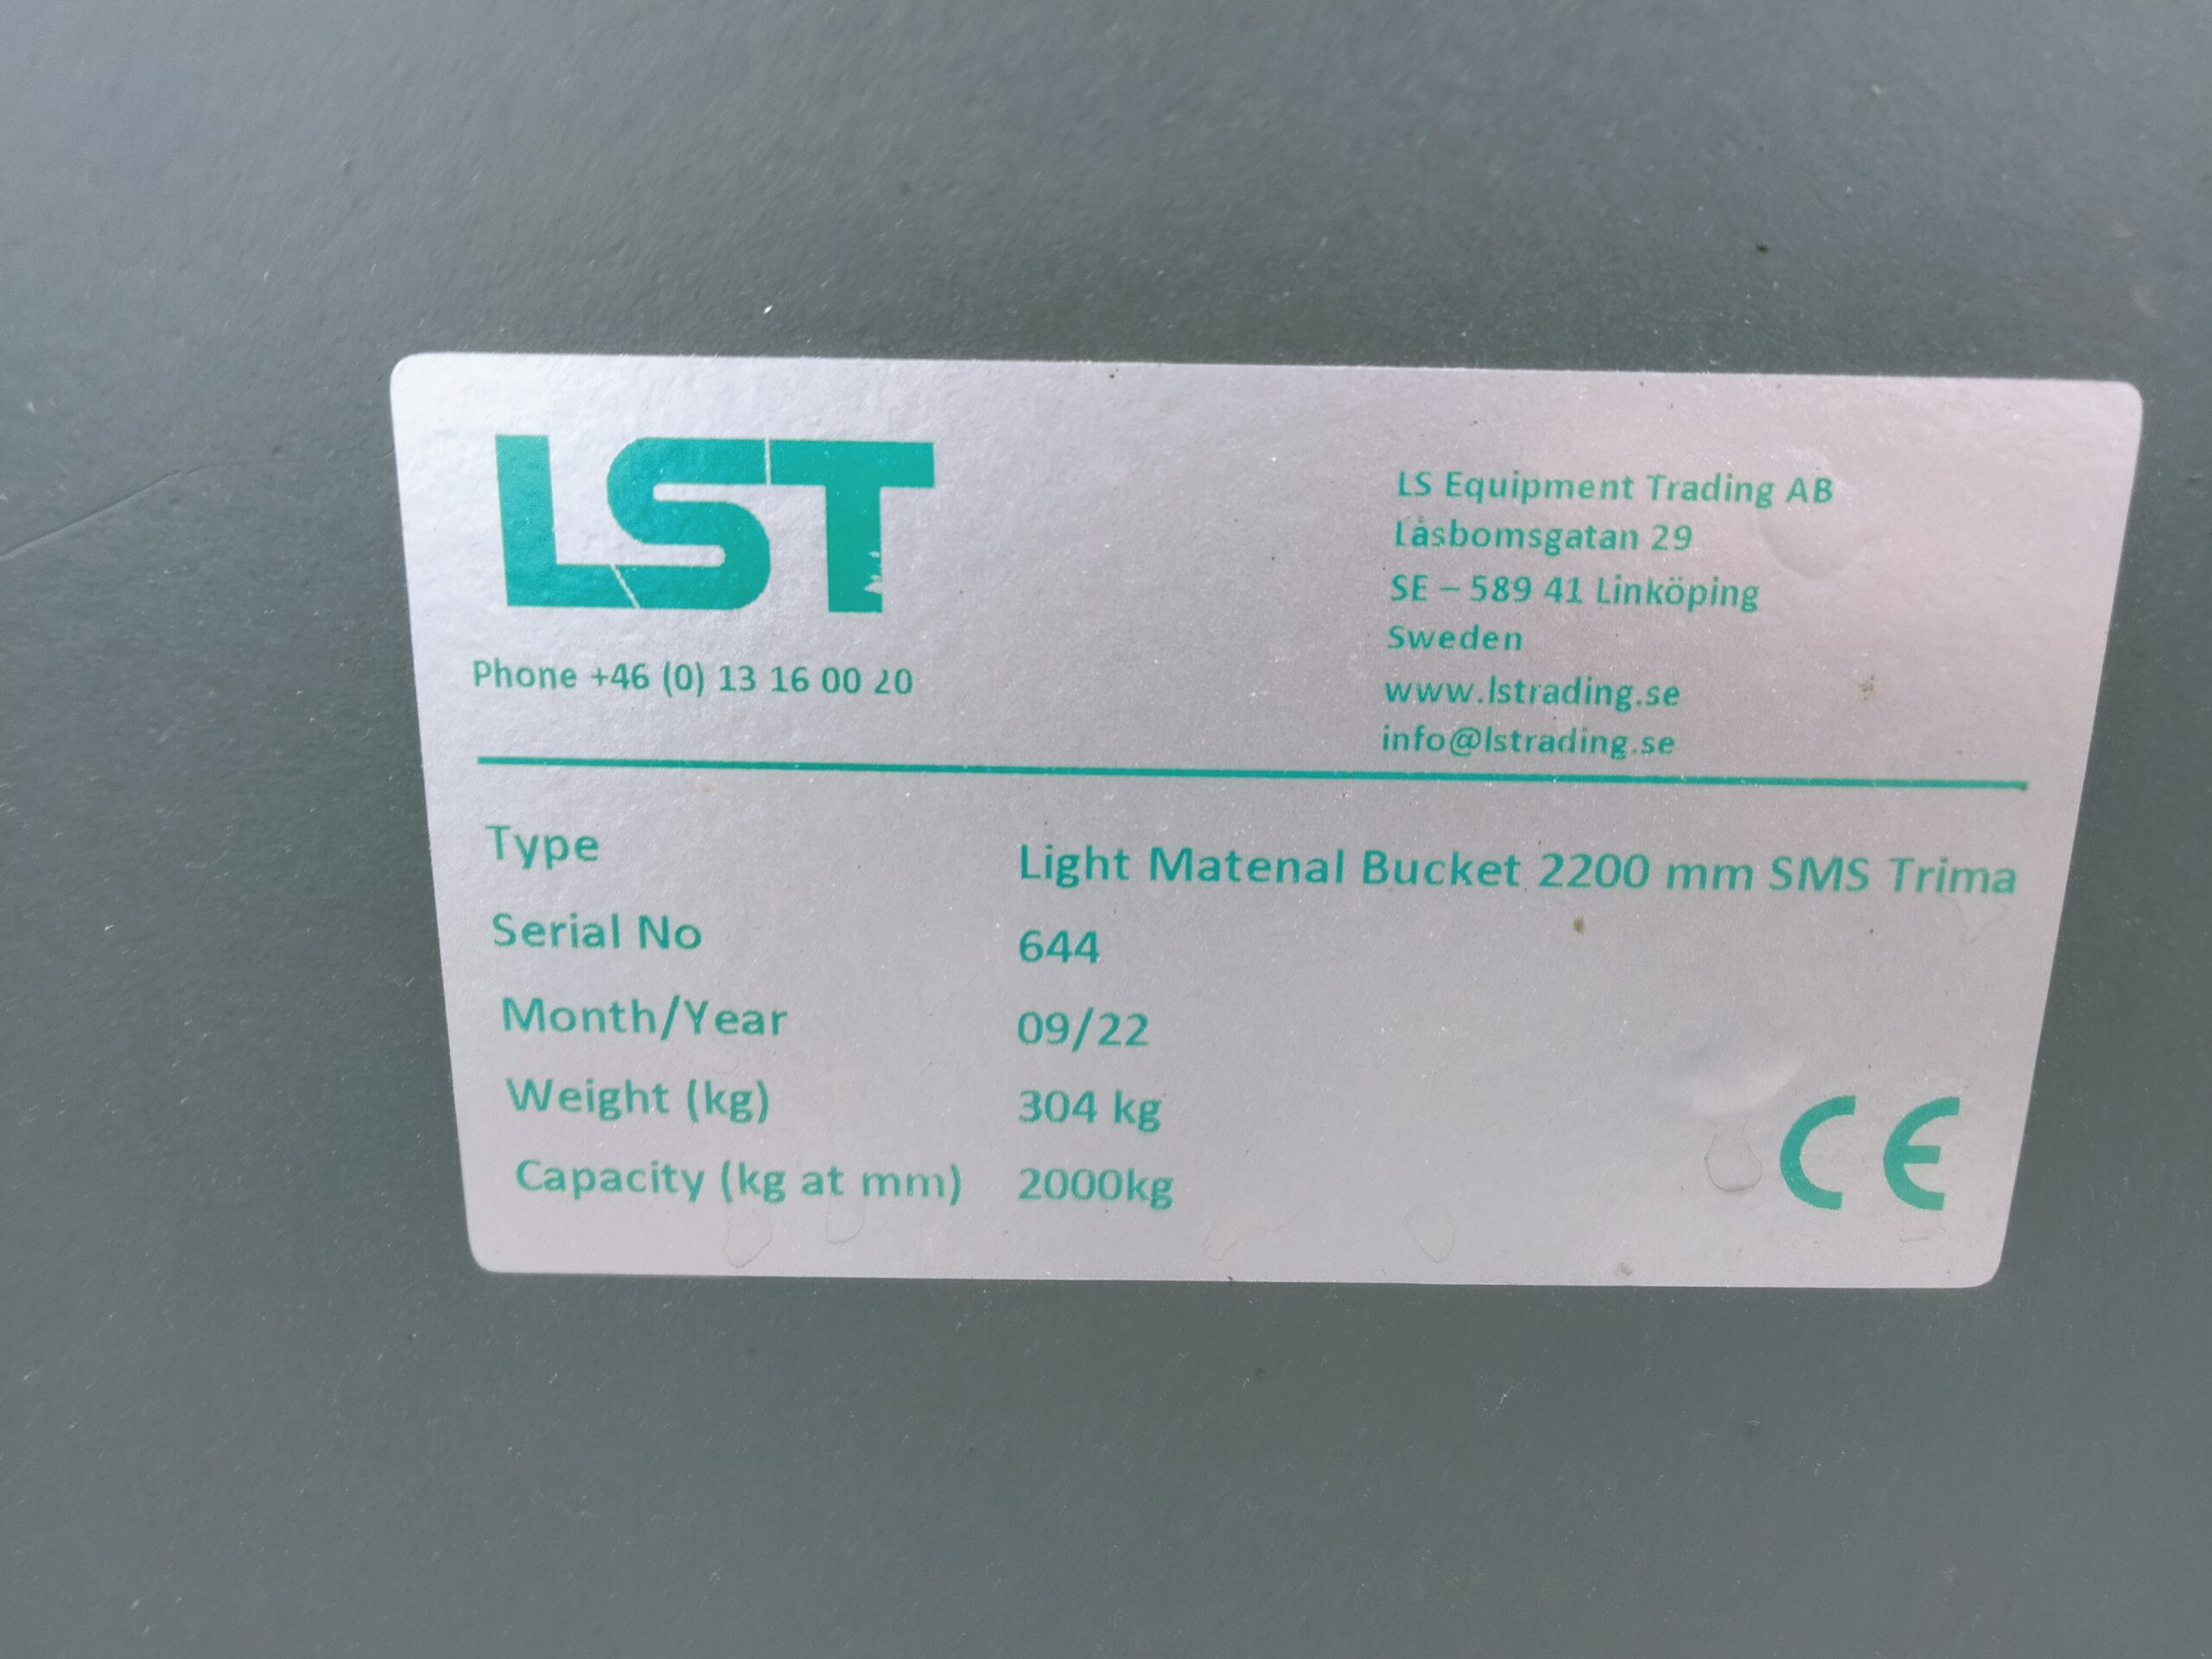 LST
Phone +46 (0) 13 16 00 20
LS Equipment Trading AB
Låsbomsgatan 29
SE – 589 41 Linköping
Sweden
www.lstrading.se
info@lstrading.se
Type Light Material Bucket 2200 mm SMS Trima
Serial No 644
Month/Year 09/22
Weight (kg) 304 kg
Capacity (kg at mm) 2000kg
CE